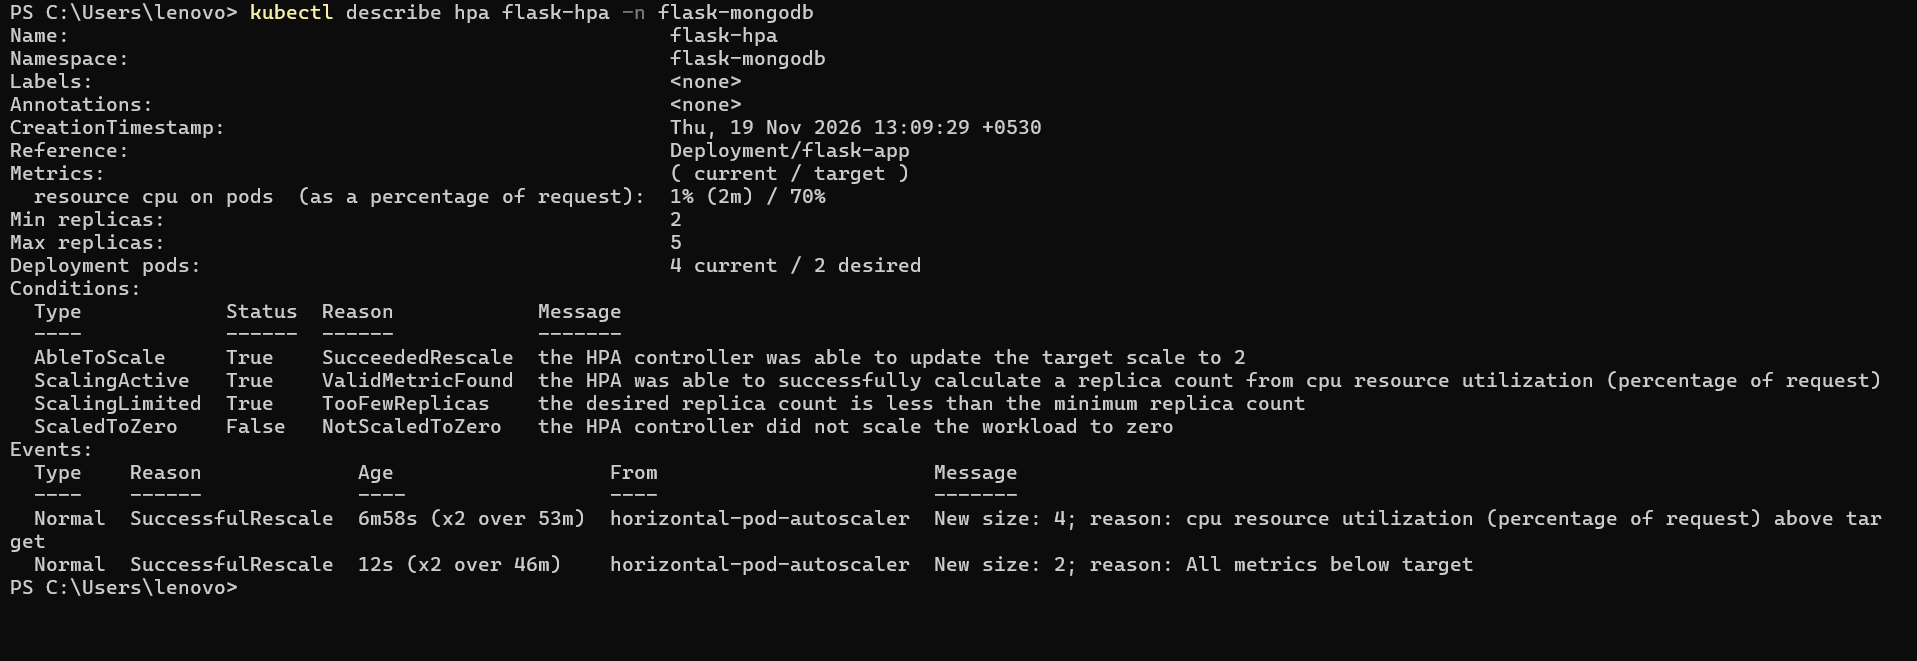 PS C:\Users\lenovo> kubectl describe hpa flask-hpa -n flask-mongodb
Name:                                                  flask-hpa
Namespace:                                             flask-mongodb
Labels:                                                <none>
Annotations:                                           <none>
CreationTimestamp:                                     Thu, 19 Nov 2026 13:09:29 +0530
Reference:                                             Deployment/flask-app
Metrics:                                               ( current / target )
  resource cpu on pods  (as a percentage of request):  1% (2m) / 70%
Min replicas:                                          2
Max replicas:                                          5
Deployment pods:                                       4 current / 2 desired
Conditions:
  Type            Status  Reason            Message
  ----            ------  ------            -------
  AbleToScale     True    SucceededRescale  the HPA controller was able to update the target scale to 2
  ScalingActive   True    ValidMetricFound  the HPA was able to successfully calculate a replica count from cpu resource utilization (percentage of request)
  ScalingLimited  True    TooFewReplicas    the desired replica count is less than the minimum replica count
  ScaledToZero    False   NotScaledToZero   the HPA controller did not scale the workload to zero
Events:
  Type    Reason             Age                  From                       Message
  ----    ------             ----                 ----                       -------
  Normal  SuccessfulRescale  6m58s (x2 over 53m)  horizontal-pod-autoscaler  New size: 4; reason: cpu resource utilization (percentage of request) above tar
get
  Normal  SuccessfulRescale  12s (x2 over 46m)    horizontal-pod-autoscaler  New size: 2; reason: All metrics below target
PS C:\Users\lenovo>